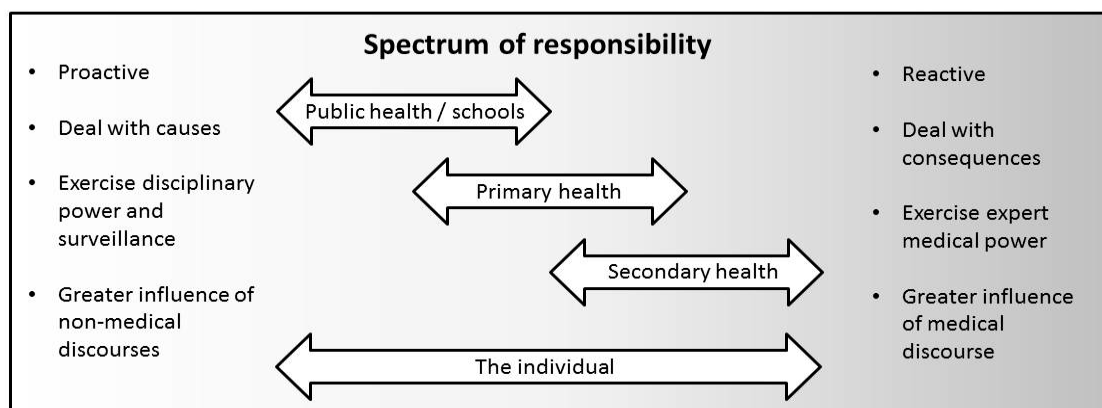 Spectrum of responsibility
• Proactive
• Deal with causes
• Exercise disciplinary
power and
surveillance
• Greater influence of
non-medical
discourses
Public health / schools
Primary health
Secondary health
The individual
• Reactive
• Deal with
consequences
• Exercise expert
medical power
• Greater influence
of medical
discourse